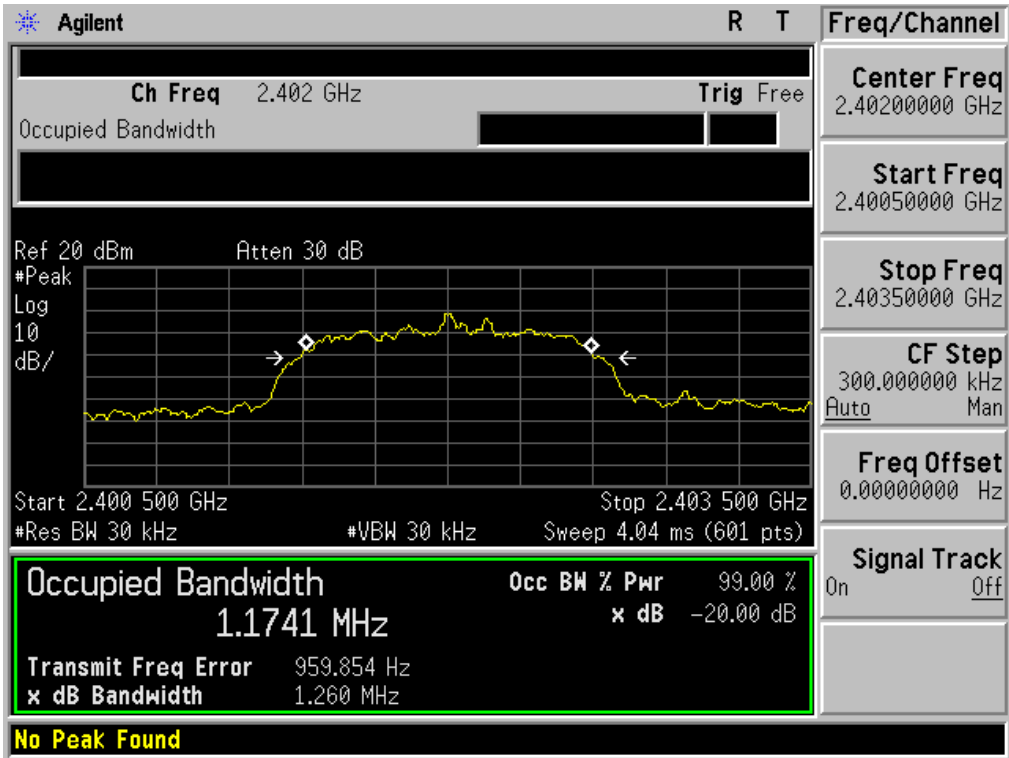 Agilent R T
Ch Freq 2.402 GHz Trig Free
Occupied Bandwidth
Ref 20 dBm Atten 30 dB
#Peak
Log
10
dB/
Start 2.400 500 GHz Stop 2.403 500 GHz
#Res BW 30 kHz #VBW 30 kHz Sweep 4.04 ms (601 pts)
Occupied Bandwidth
1.1741 MHz
Occ BW % Pwr 99.00 %
x dB -20.00 dB
Transmit Freq Error 959.854 Hz
x dB Bandwidth 1.260 MHz
No Peak Found
Freq/Channel
Center Freq
2.40200000 GHz
Start Freq
2.40050000 GHz
Stop Freq
2.40350000 GHz
CF Step
300.000000 kHz
Auto Man
Freq Offset
0.00000000 Hz
Signal Track
On Off